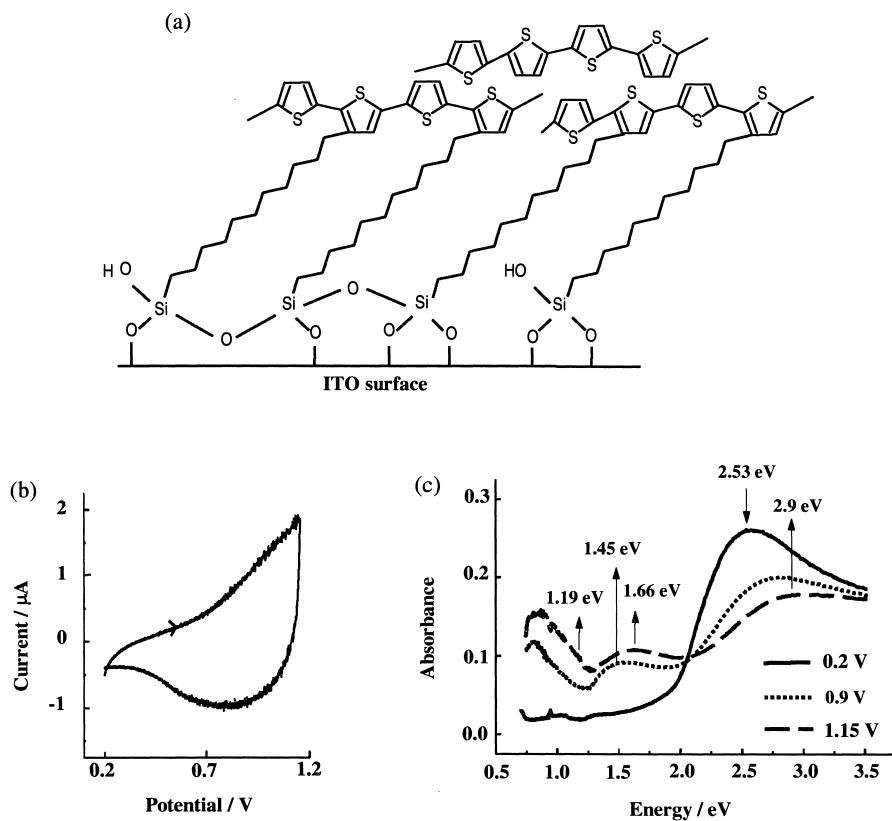 (a)
S S S S
S S S S
S S S S
H O
HO
Si
Si
Si
Si
O
O
O O O O O O O
ITO surface
(b)
2
1
0
-1
Current / μA
0.2 0.7 1.2
Potential / V
(c)
2.53 eV
2.9 eV
1.45 eV
1.19 eV
1.66 eV
0.3
0.2
0.1
0.0
Absorbance
0.2 V
0.9 V
1.15 V
0.5 1.0 1.5 2.0 2.5 3.0 3.5
Energy / eV